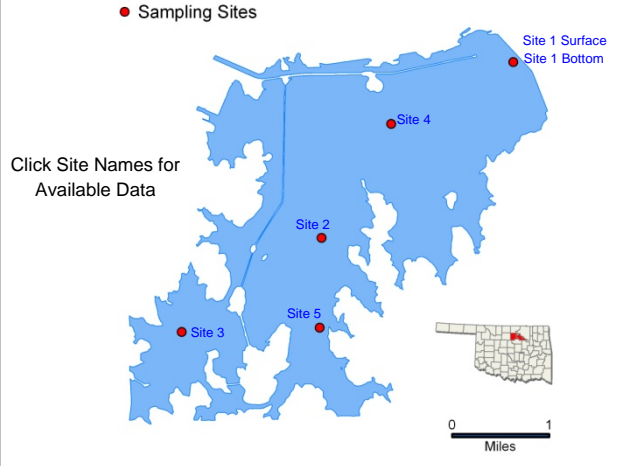 Sampling Sites
Site 1 Surface
Site 1 Bottom
Site 4
Click Site Names for
Available Data
Site 2
Site 5
Site 3
0 1
Miles